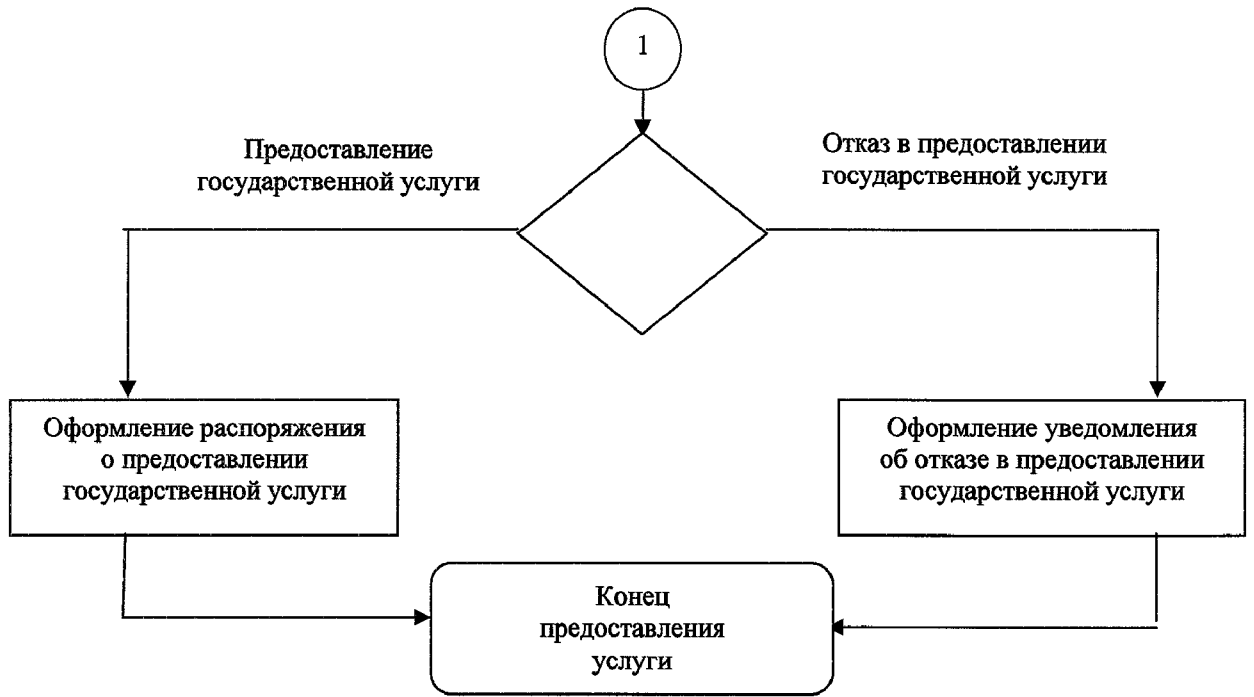 1
Предоставление
государственной услуги
Отказ в предоставлении
государственной услуги
Оформление распоряжения
о предоставлении
государственной услуги
Оформление уведомления
об отказе в предоставлении
государственной услуги
Конец
предоставления
услуги